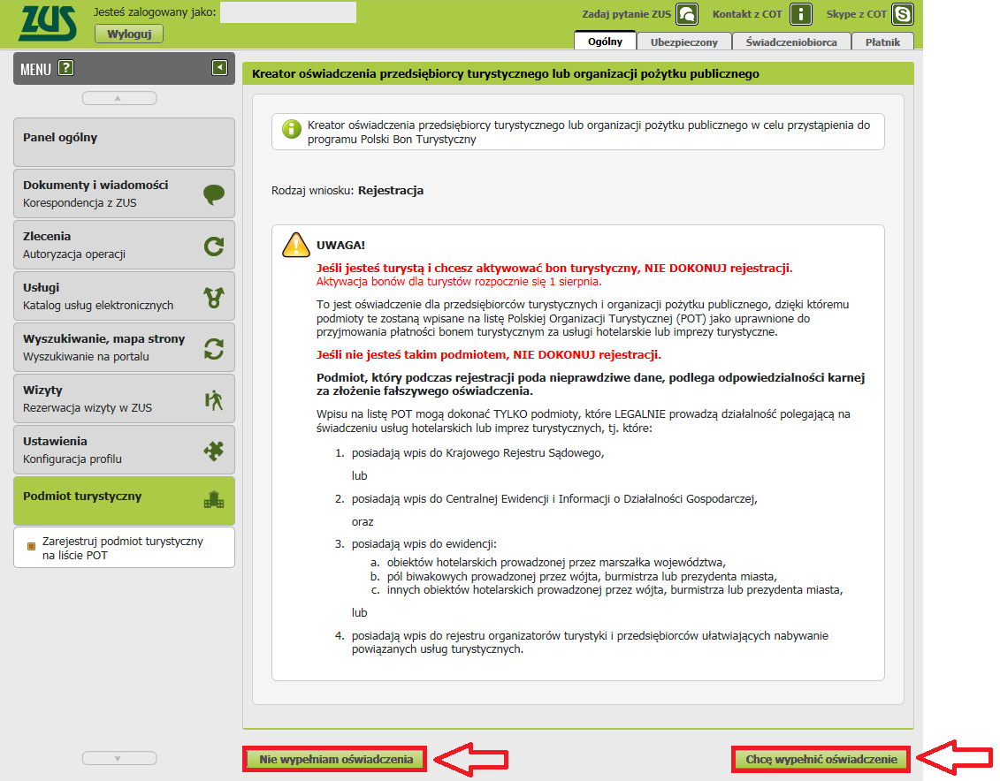 ZUS
Jesteś zalogowany jako:
Wyloguj
Zadaj pytanie ZUS
Kontakt z COT
Skype z COT
Ogólny
Ubezpieczony
Świadczeniobiorca
Płatnik
MENU ?
Panel ogólny
Dokumenty i wiadomości
Korespondencja z ZUS
Zlecenia
Autoryzacja operacji
Usługi
Katalog usług elektronicznych
Wyszukiwanie, mapa strony
Wyszukiwanie na portalu
Wizyty
Rezerwacja wizyty w ZUS
Ustawienia
Konfiguracja profilu
Podmiot turystyczny
Zarejestruj podmiot turystyczny
na liście POT
Kreator oświadczenia przedsiębiorcy turystycznego lub organizacji pożytku publicznego
Kreator oświadczenia przedsiębiorcy turystycznego lub organizacji pożytku publicznego w celu przystąpienia do
programu Polski Bon Turystyczny
Rodzaj wniosku: Rejestracja
UWAGA!
Jeśli jesteś turystą i chcesz aktywować bon turystyczny, NIE DOKONUJ rejestracji.
Aktywacja bonów dla turystów rozpocznie się 1 sierpnia.
To jest oświadczenie dla przedsiębiorców turystycznych i organizacji pożytku publicznego, dzięki któremu
podmioty te zostaną wpisane na listę Polskiej Organizacji Turystycznej (POT) jako uprawnione do
przyjmowania płatności bonem turystycznym za usługi hotelarskie lub imprezy turystyczne.
Jeśli nie jesteś takim podmiotem, NIE DOKONUJ rejestracji.
Podmiot, który podczas rejestracji poda nieprawdziwe dane, podlega odpowiedzialności karnej
za złożenie fałszywego oświadczenia.
Wpisu na listę POT mogą dokonać TYLKO podmioty, które LEGALNIE prowadzą działalność polegającą na
świadczeniu usług hotelarskich lub imprez turystycznych, tj. które:
1. posiadają wpis do Krajowego Rejestru Sądowego,
lub
2. posiadają wpis do Centralnej Ewidencji i Informacji o Działalności Gospodarczej,
oraz
3. posiadają wpis do ewidencji:
a. obiektów hotelarskich prowadzonej przez marszałka województwa,
b. pól biwakowych prowadzonej przez wójta, burmistrza lub prezydenta miasta,
c. innych obiektów hotelarskich prowadzonej przez wójta, burmistrza lub prezydenta miasta,
lub
4. posiadają wpis do rejestru organizatorów turystyki i przedsiębiorców ułatwiających nabywanie
powiązanych usług turystycznych.
Nie wypełniam oświadczenia
Chcę wypełnić oświadczenie